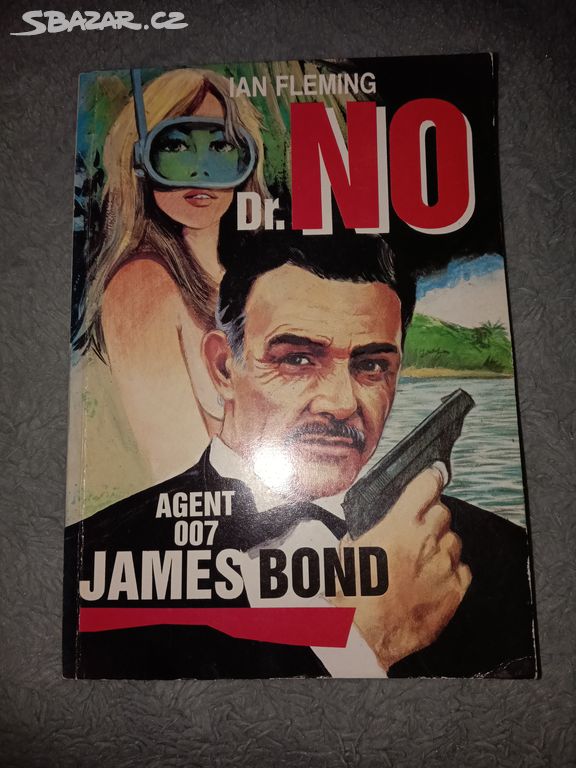 SBAZAR.CZ
IAN FLEMING
Dr. NO
AGENT
007
JAMES BOND